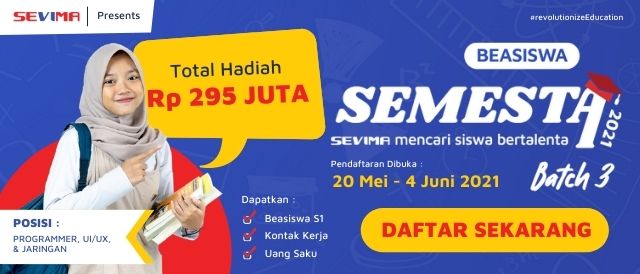 SEVIMA Presents
#revolutionizeEducation
Total Hadiah
Rp 295 JUTA
BEASISWA
SEMESTA
2021
SEVIMA mencari siswa bertalenta
Pendaftaran Dibuka :
20 Mei - 4 Juni 2021
Batch 3
Dapatkan :
Beasiswa S1
Kontak Kerja
Uang Saku
DAFTAR SEKARANG
POSISI :
PROGRAMMER, UI/UX,
& JARINGAN